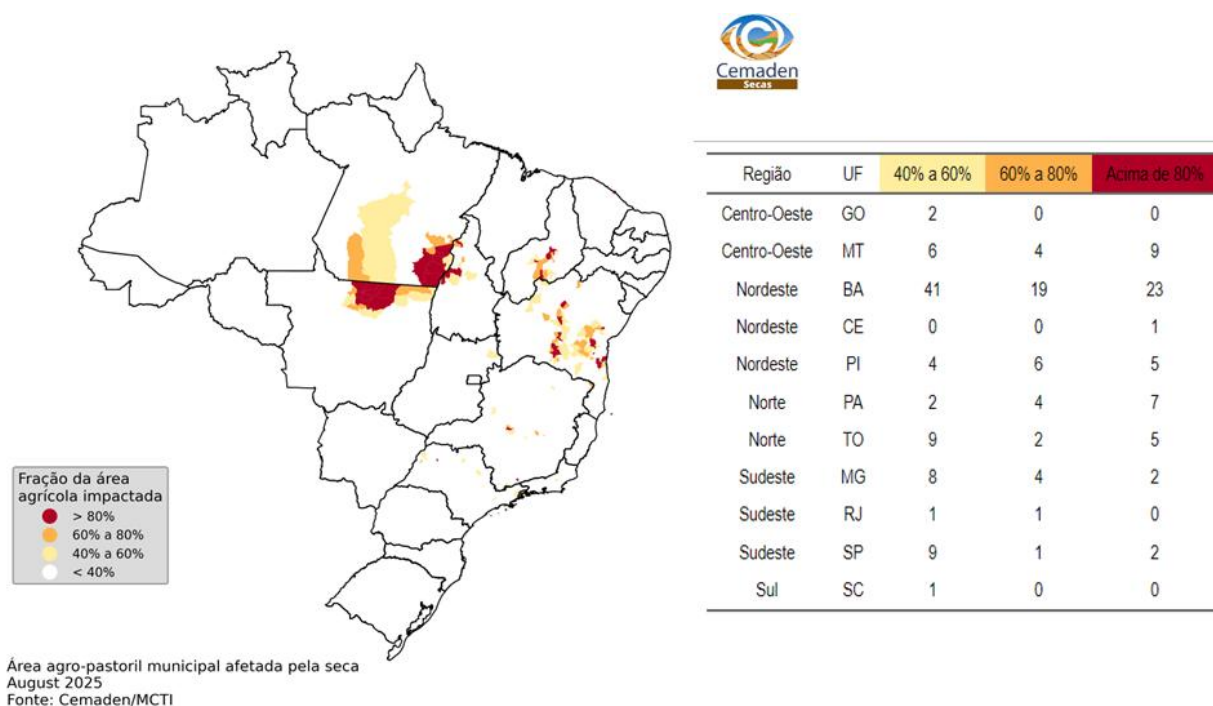 Cemaden
Secas
Região UF 40% a 60% 60% a 80% Acima de 80%
Centro-Oeste GO 2 0 0
Centro-Oeste MT 6 4 9
Nordeste BA 41 19 23
Nordeste CE 0 0 1
Nordeste PI 4 6 5
Norte PA 2 4 7
Norte TO 9 2 5
Sudeste MG 8 4 2
Sudeste RJ 1 1 0
Sudeste SP 9 1 2
Sul SC 1 0 0
Fração da área
agrícola impactada
> 80%
60% a 80%
40% a 60%
< 40%
Área agro-pastoril municipal afetada pela seca
August 2025
Fonte: Cemaden/MCTI